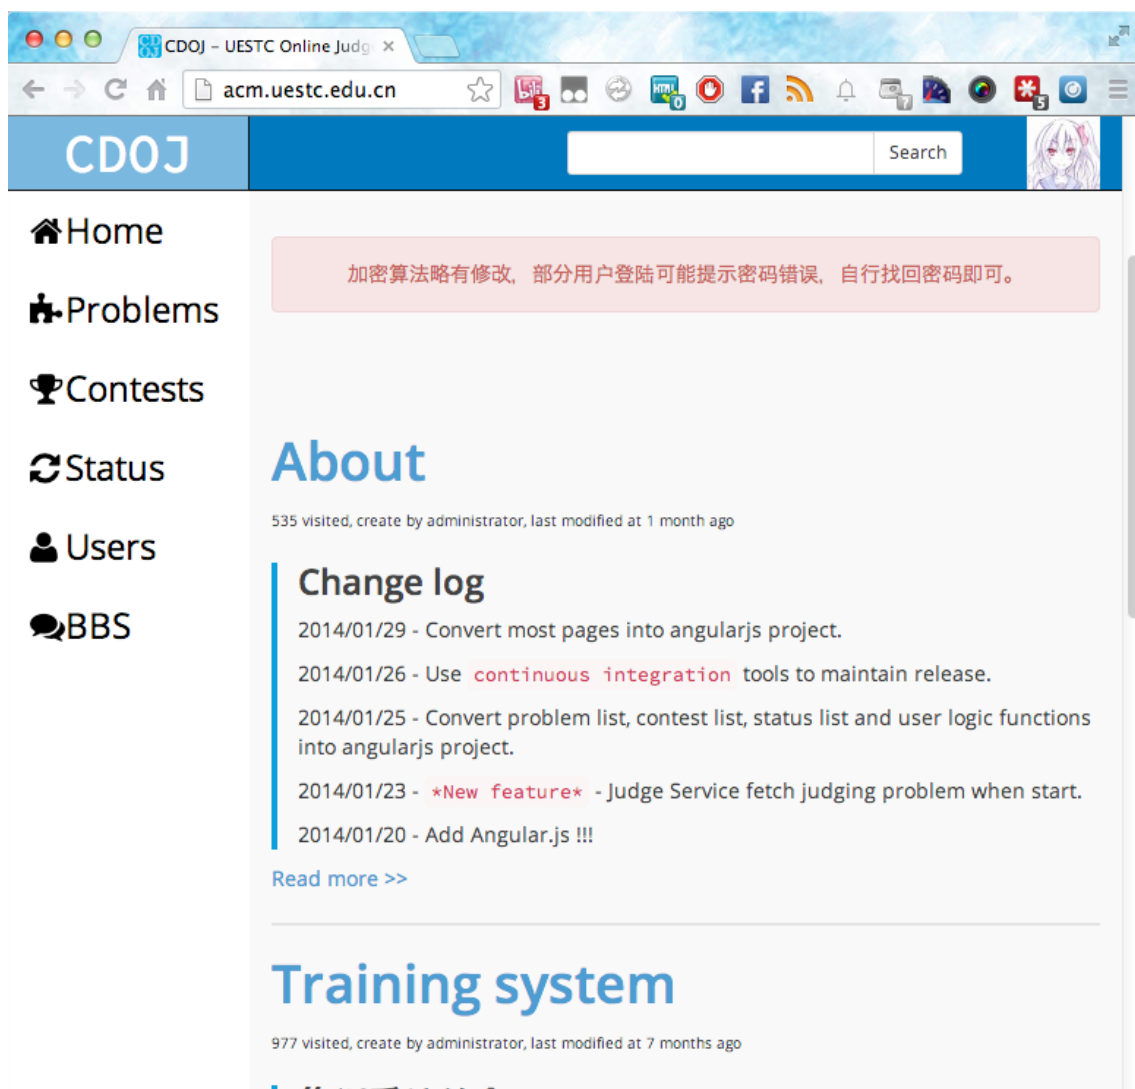 CDOJ – UESTC Online Judg
acm.uestc.edu.cn
3
0
7
5
CDOJ
Search
Home
Problems
Contests
Status
Users
BBS
加密算法略有修改，部分用户登陆可能提示密码错误，自行找回密码即可。
About
535 visited, create by administrator, last modified at 1 month ago
Change log
2014/01/29 - Convert most pages into angularjs project.
2014/01/26 - Use continuous integration tools to maintain release.
2014/01/25 - Convert problem list, contest list, status list and user logic functions
into angularjs project.
2014/01/23 - *New feature* - Judge Service fetch judging problem when start.
2014/01/20 - Add Angular.js !!!
Read more >>
Training system
977 visited, create by administrator, last modified at 7 months ago